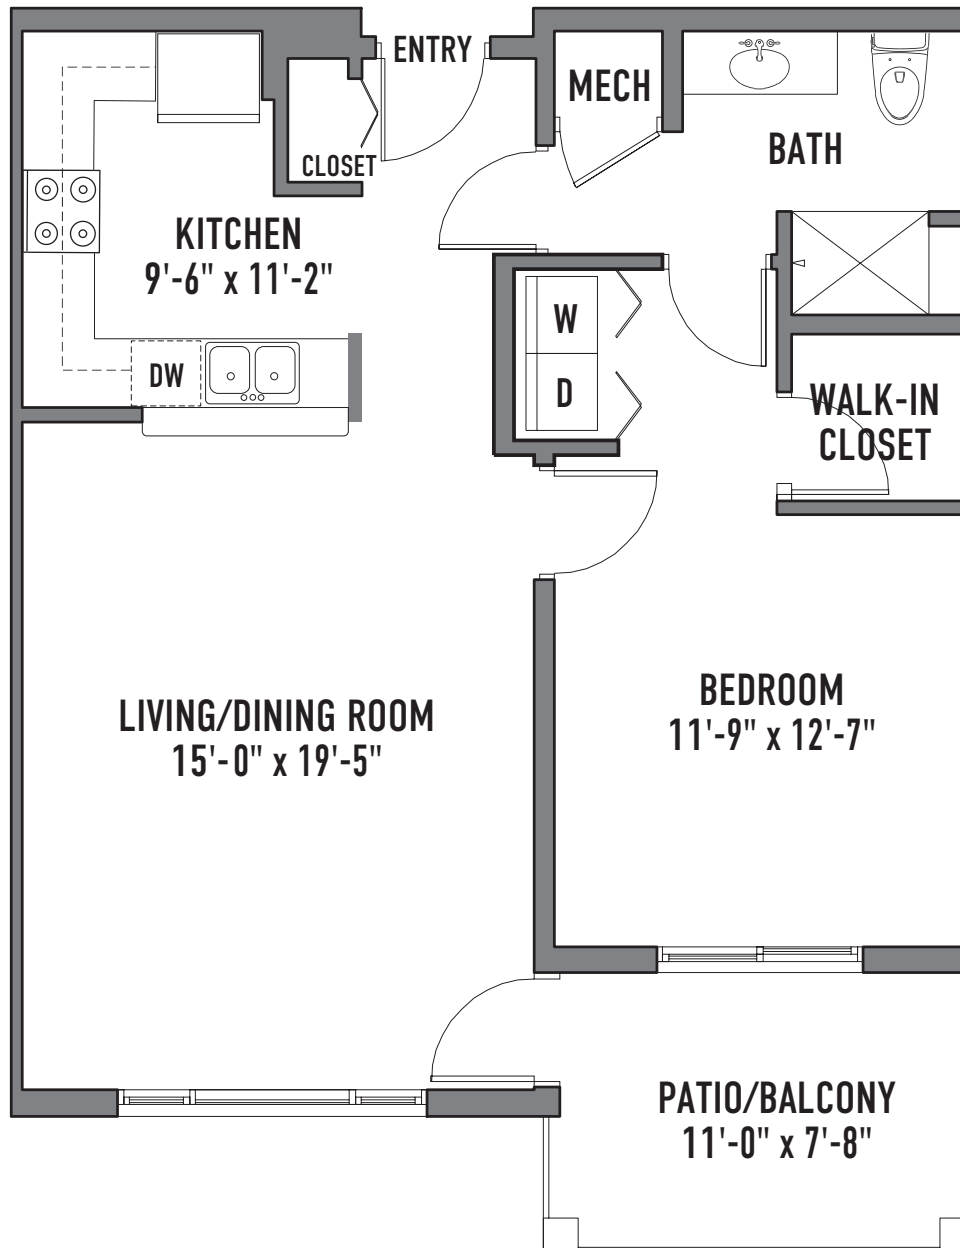 ENTRY
MECH
BATH
CLOSET
KITCHEN
9'-6" x 11'-2"
W
D
DW
WALK-IN
CLOSET
LIVING/DINING ROOM
15'-0" x 19'-5"
BEDROOM
11'-9" x 12'-7"
PATIO/BALCONY
11'-0" x 7'-8"